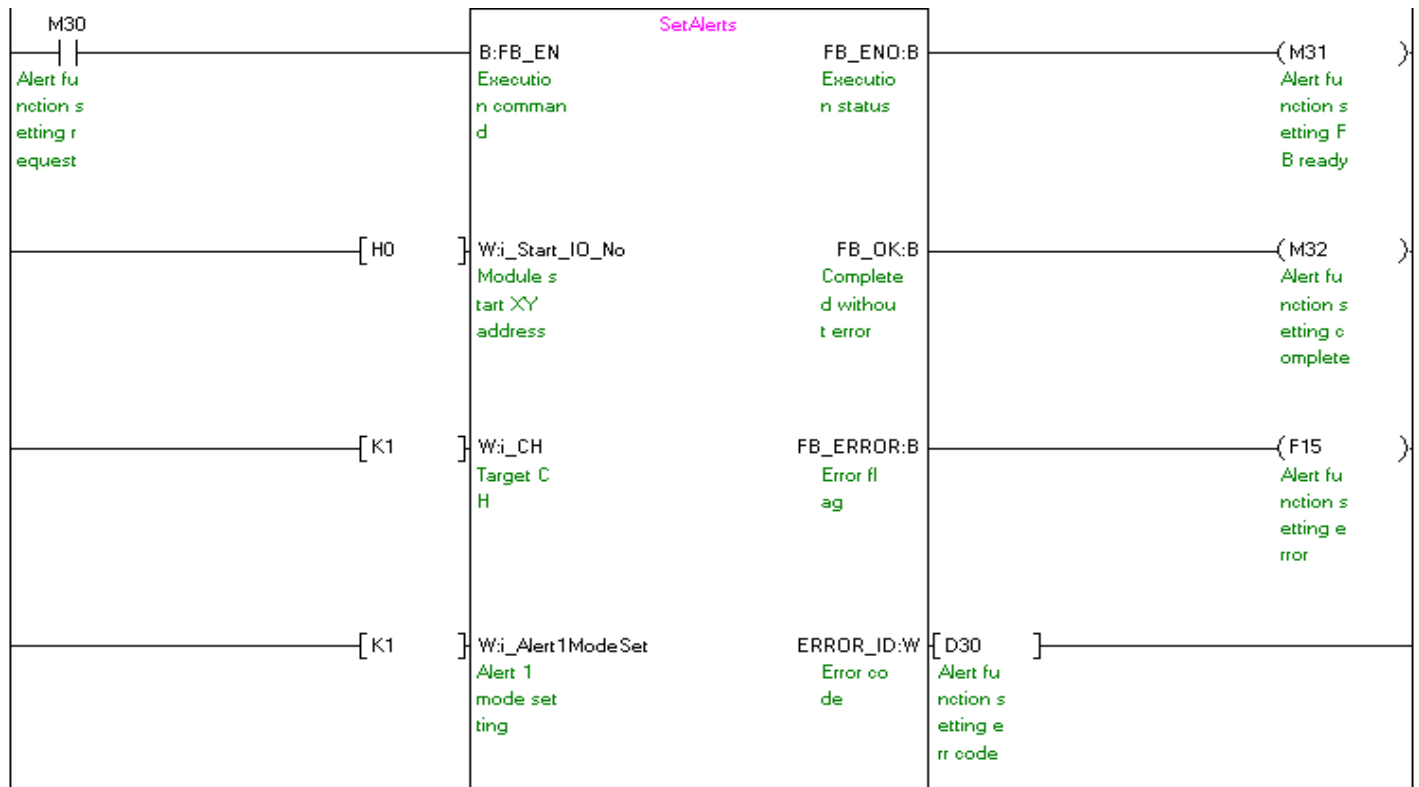 M30
SetAlerts
B:FB_EN
FB_ENO:B
( M31 )
Alert fu
nction s
etting r
equest
Executio
n comman
d
Executio
n status
Alert fu
nction s
etting F
B ready
[ H0 ]
W:i_Start_IO_No
FB_OK:B
( M32 )
Module s
tart XY
address
Complete
d withou
t error
Alert fu
nction s
etting c
omplete
[ K1 ]
W:i_CH
FB_ERROR:B
( F15 )
Target C
H
Error fl
ag
Alert fu
nction s
etting e
rror
[ K1 ]
W:i_Alert1ModeSet
ERROR_ID:W
[ D30 ]
Alert 1
mode set
ting
Error co
de
Alert fu
nction s
etting e
rr code